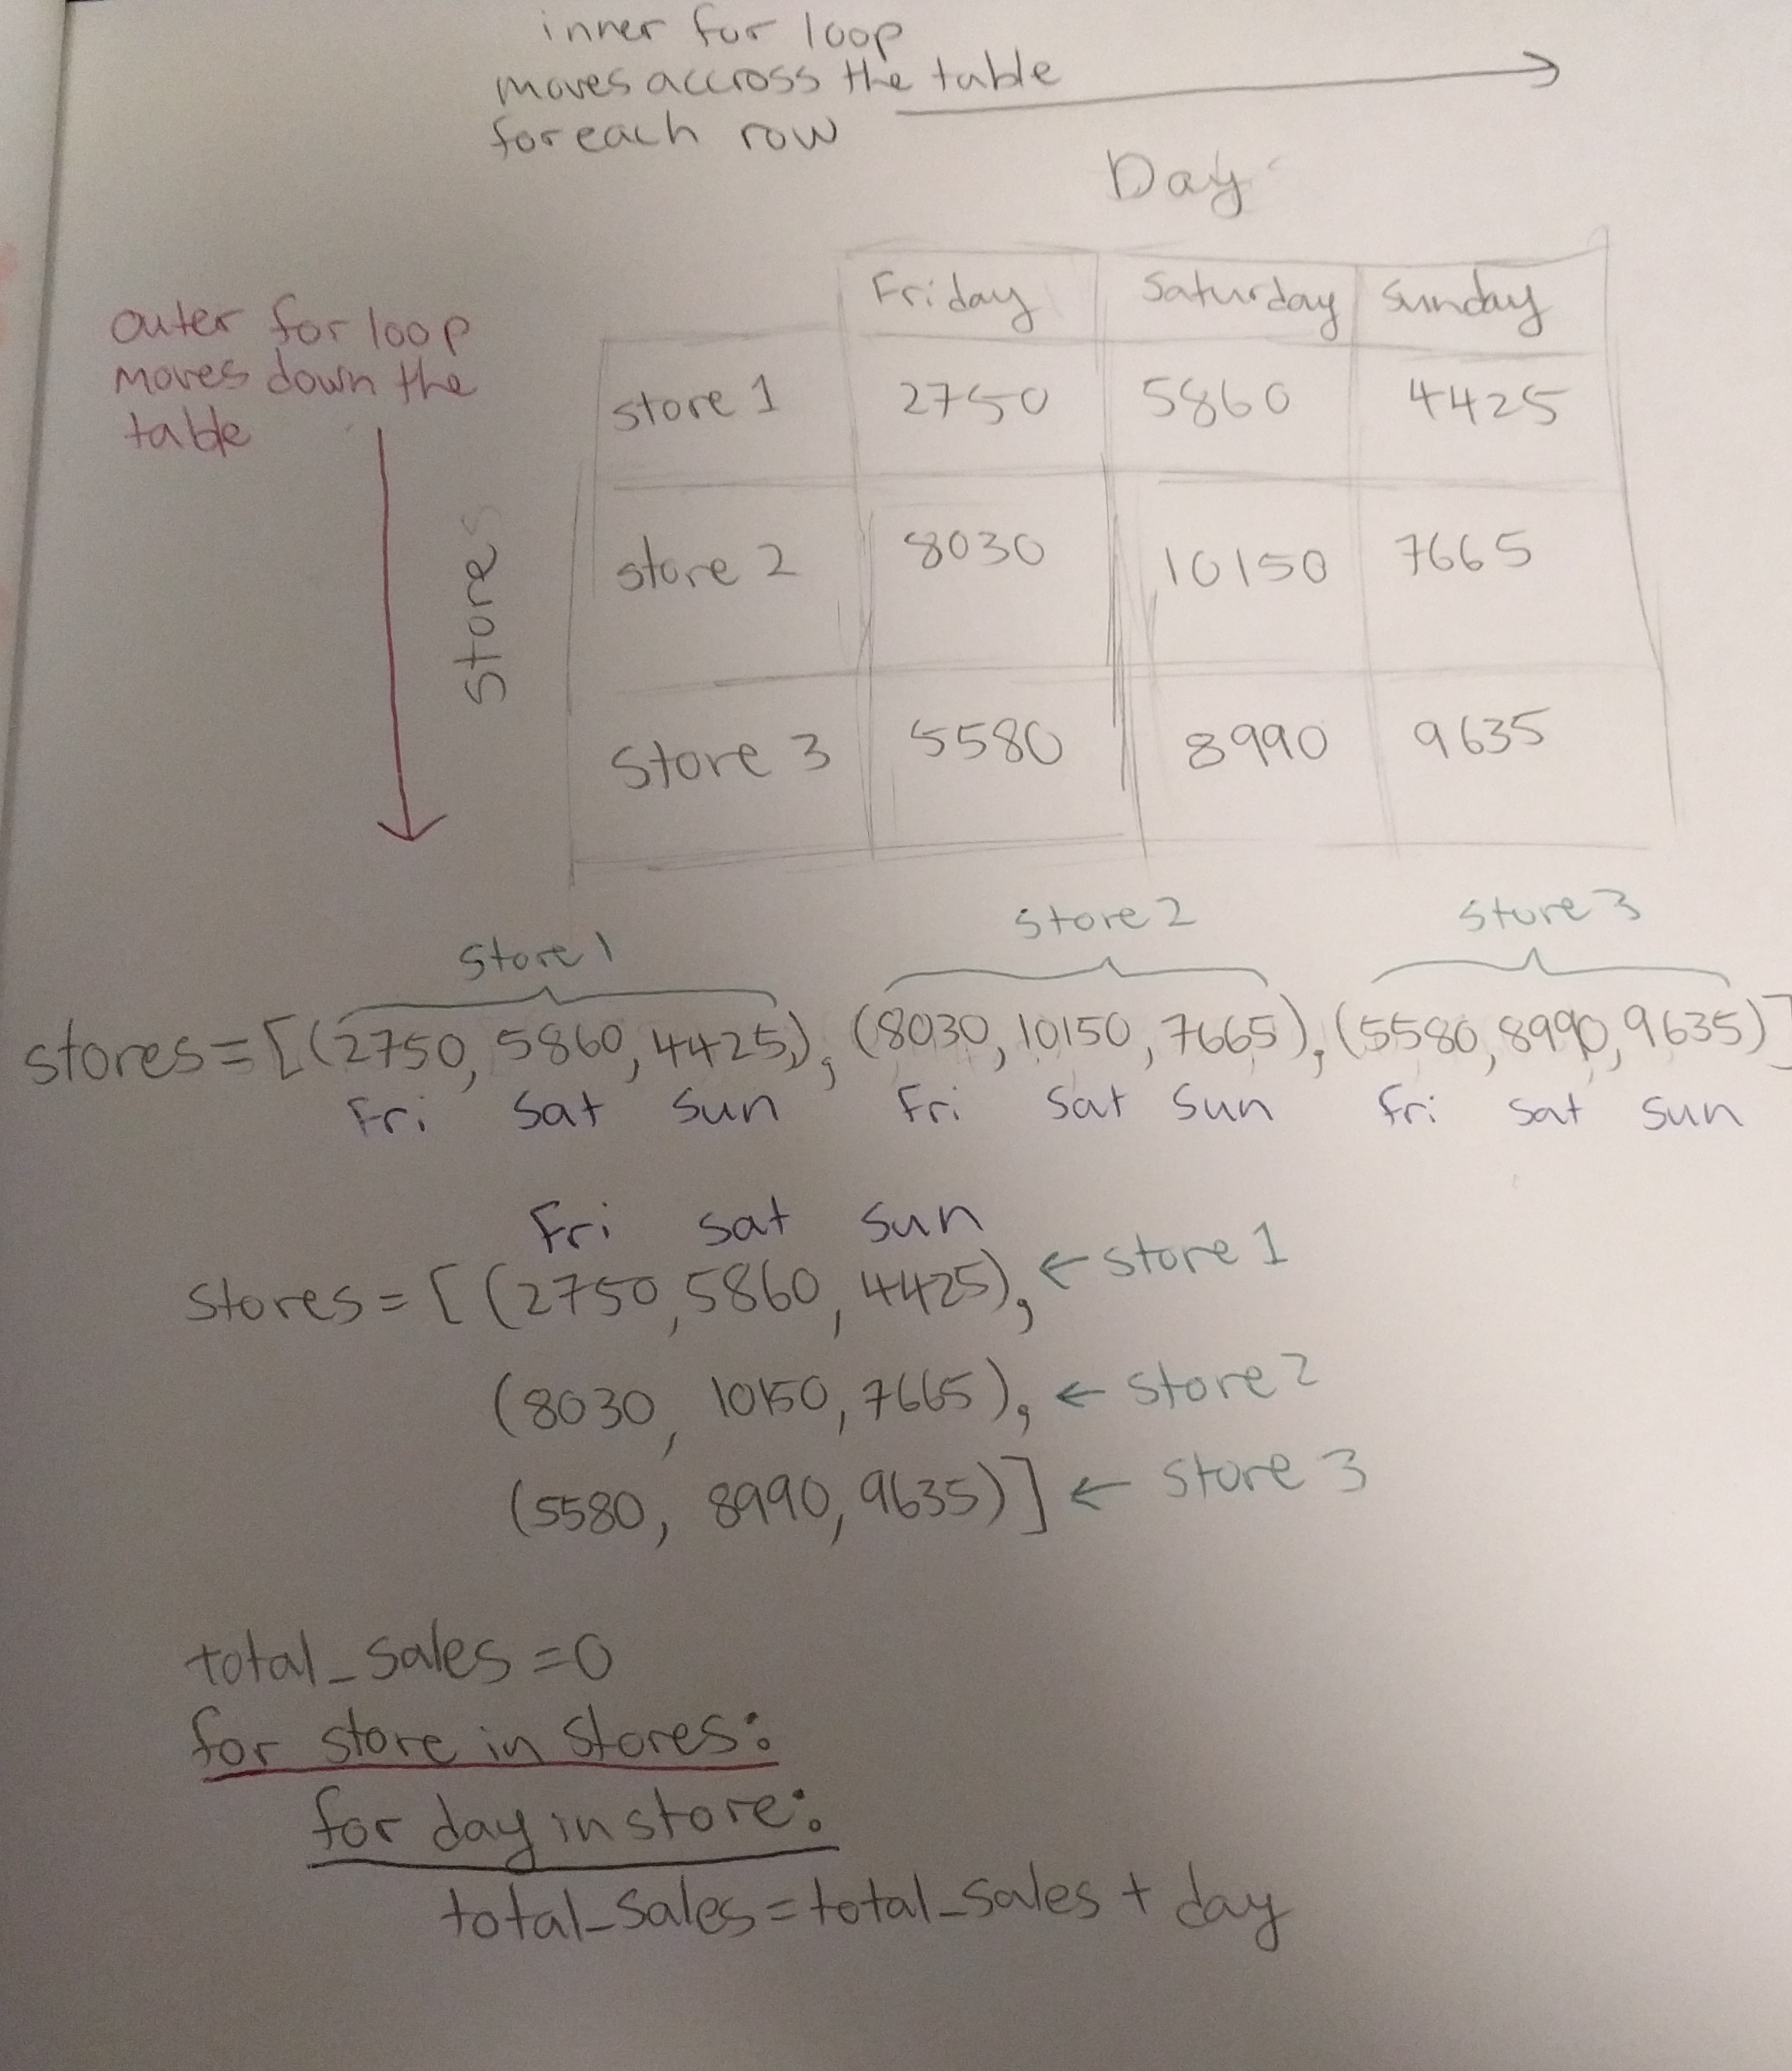 inner for loop
moves accross the table
for each row
Day
outer for loop
moves down the
table
Stores
Friday Saturday Sunday
store 1 2750 5860 4425
store 2 8030 10150 7665
Store 3 5580 8990 9635
Store 1 Store 2 Store 3
stores=[(2750, 5860, 4425), (8030, 10150, 7665), (5580, 8990, 9635)]
Fri Sat Sun Fri Sat Sun Fri Sat Sun
Fri Sat Sun
stores=[(2750, 5860, 4425), ← store 1
(8030, 10150, 7665), ← store 2
(5580, 8990, 9635)] ← store 3
total_sales=0
for store in stores:
for day in store:
total_sales=total_sales + day